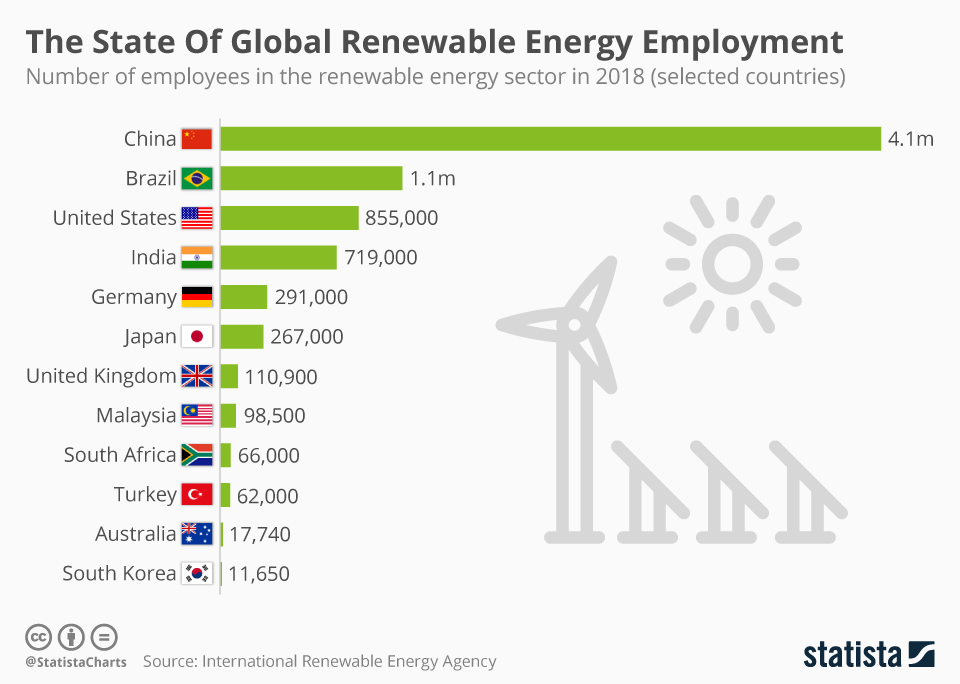 The State Of Global Renewable Energy Employment
Number of employees in the renewable energy sector in 2018 (selected countries)
China 4.1m
Brazil 1.1m
United States 855,000
India 719,000
Germany 291,000
Japan 267,000
United Kingdom 110,900
Malaysia 98,500
South Africa 66,000
Turkey 62,000
Australia 17,740
South Korea 11,650
cc =
@StatistaCharts Source: International Renewable Energy Agency
statista